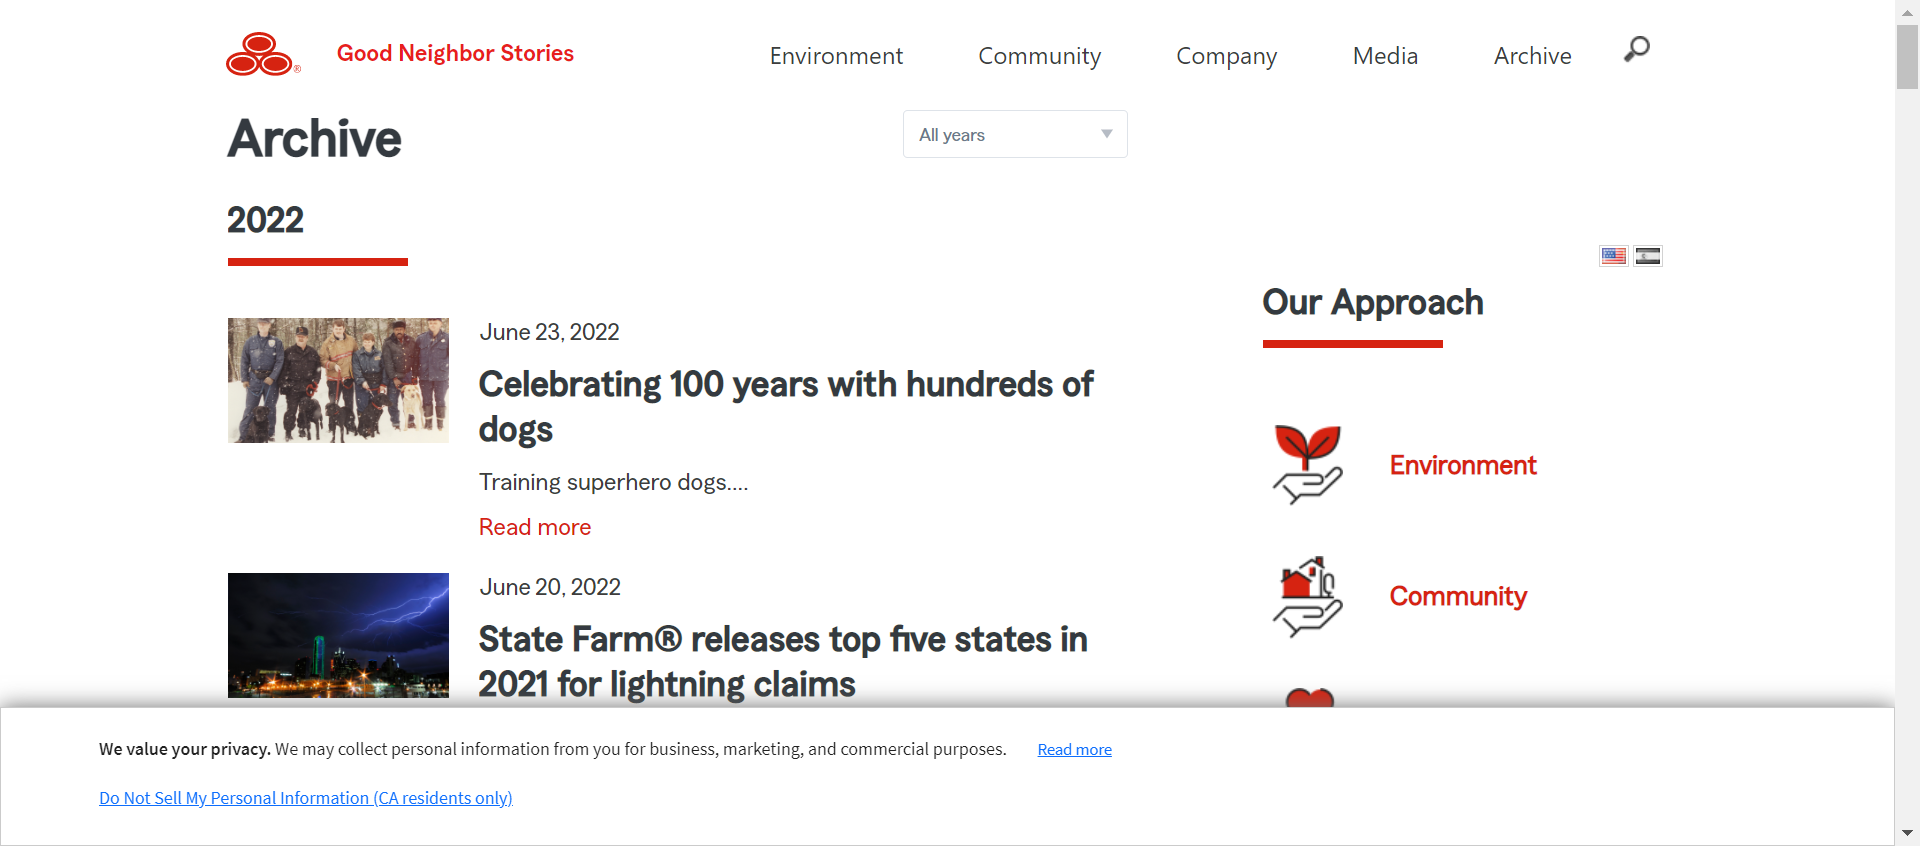 Good Neighbor Stories
Environment
Community
Company
Media
Archive
Archive
All years
2022
June 23, 2022
Celebrating 100 years with hundreds of
dogs
Training superhero dogs....
Read more
June 20, 2022
State Farm® releases top five states in
2021 for lightning claims
Our Approach
Environment
Community
We value your privacy. We may collect personal information from you for business, marketing, and commercial purposes. Read more
Do Not Sell My Personal Information (CA residents only)